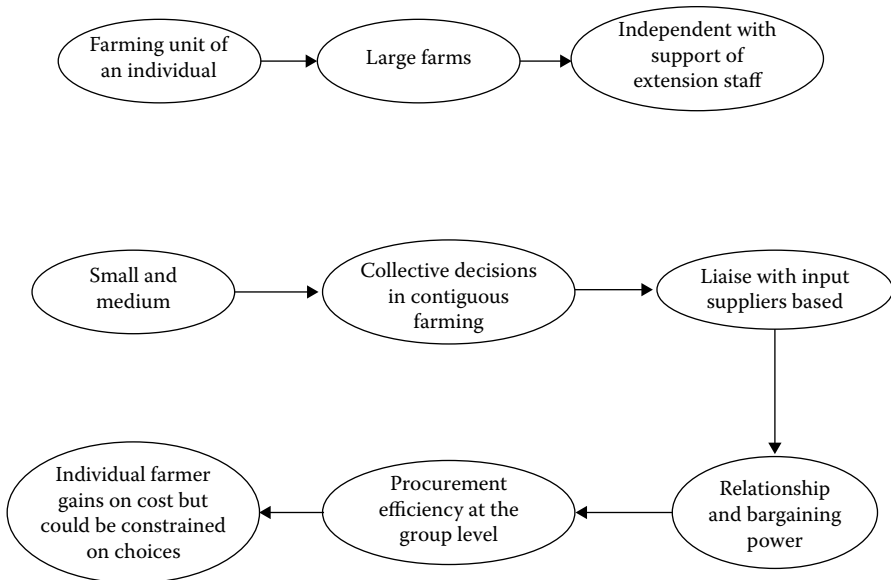 Farming unit of
an individual
Large farms
Independent with
support of
extension staff
Small and
medium
Collective decisions
in contiguous
farming
Liaise with input
suppliers based
Relationship
and bargaining
power
Procurement
efficiency at the
group level
Individual farmer
gains on cost but
could be constrained
on choices